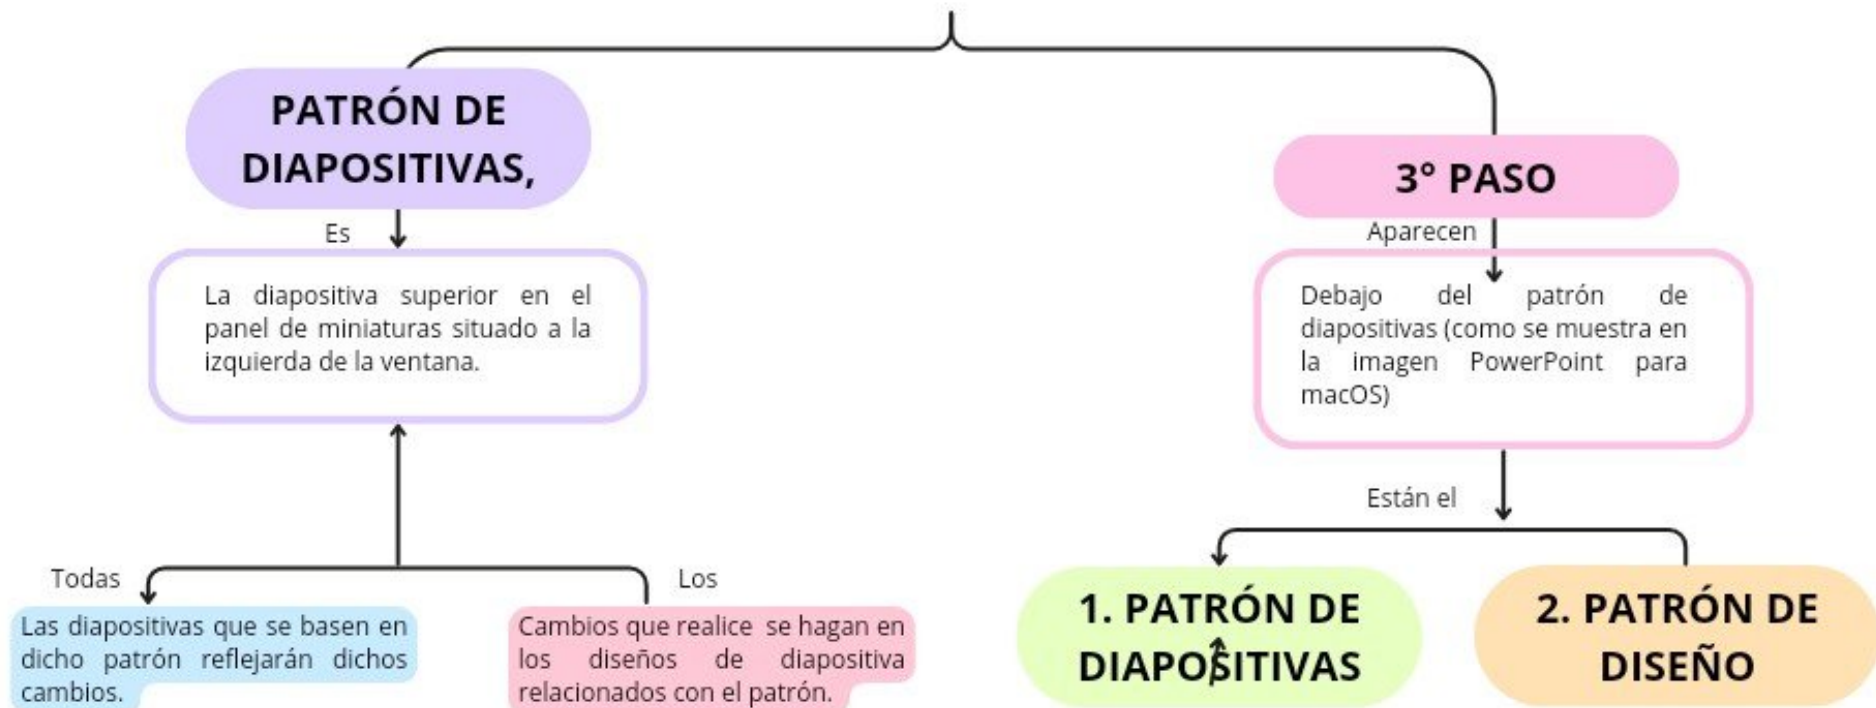 PATRÓN DE
DIAPOSITIVAS,
Es
La diapositiva superior en el
panel de miniaturas situado a la
izquierda de la ventana.
Todas
Las diapositivas que se basen en
dicho patrón reflejarán dichos
cambios.
Los
Cambios que realice se hagan en
los diseños de diapositiva
relacionados con el patrón.
3° PASO
Aparecen
Debajo del patrón de
diapositivas (como se muestra en
la imagen PowerPoint para
macOS)
Están el
1. PATRÓN DE
DIAPOSITIVAS
2. PATRÓN DE
DISEÑO